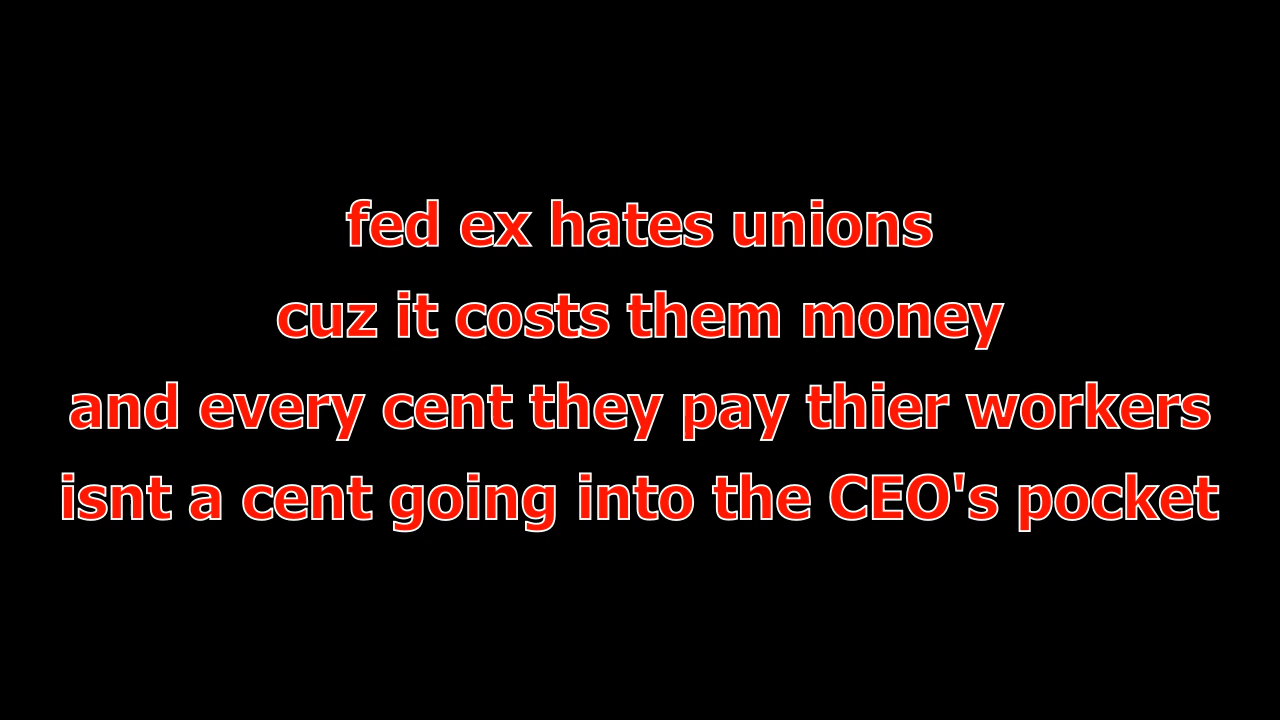 fed ex hates unions
cuz it costs them money
and every cent they pay thier workers
isnt a cent going into the CEO's pocket